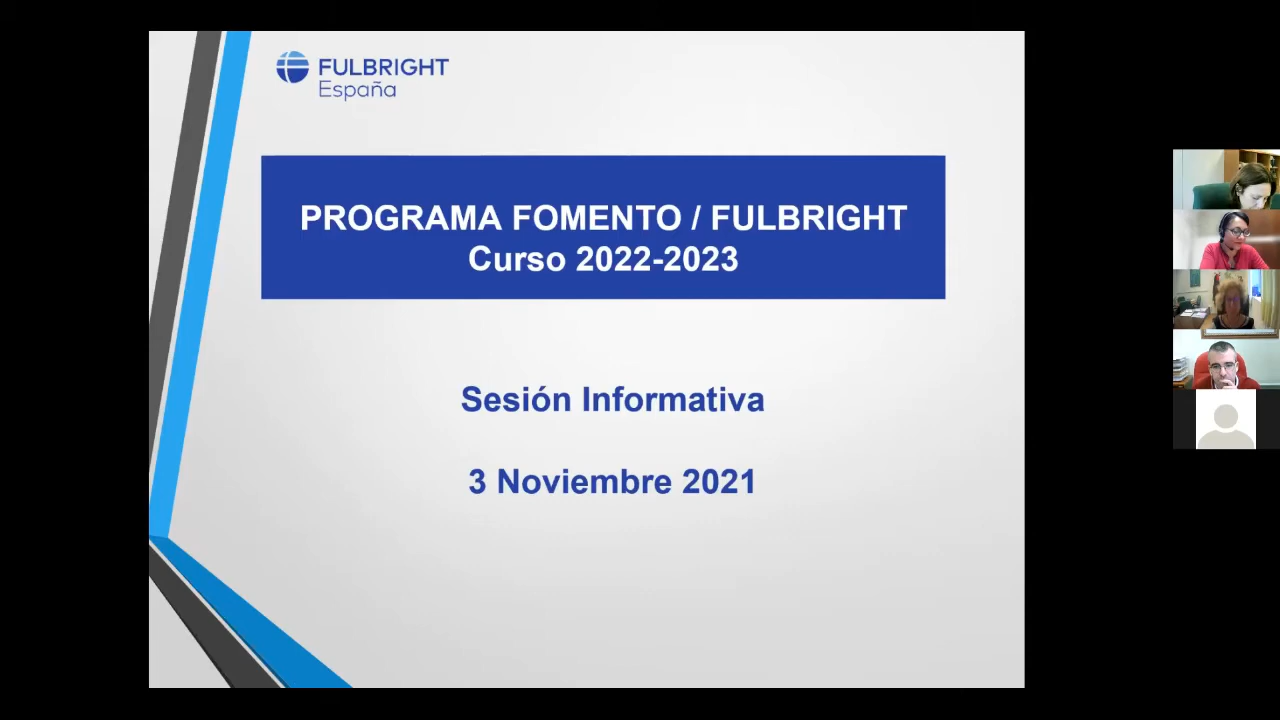 FULBRIGHT
España
PROGRAMA FOMENTO / FULBRIGHT
Curso 2022-2023
Sesión Informativa
3 Noviembre 2021